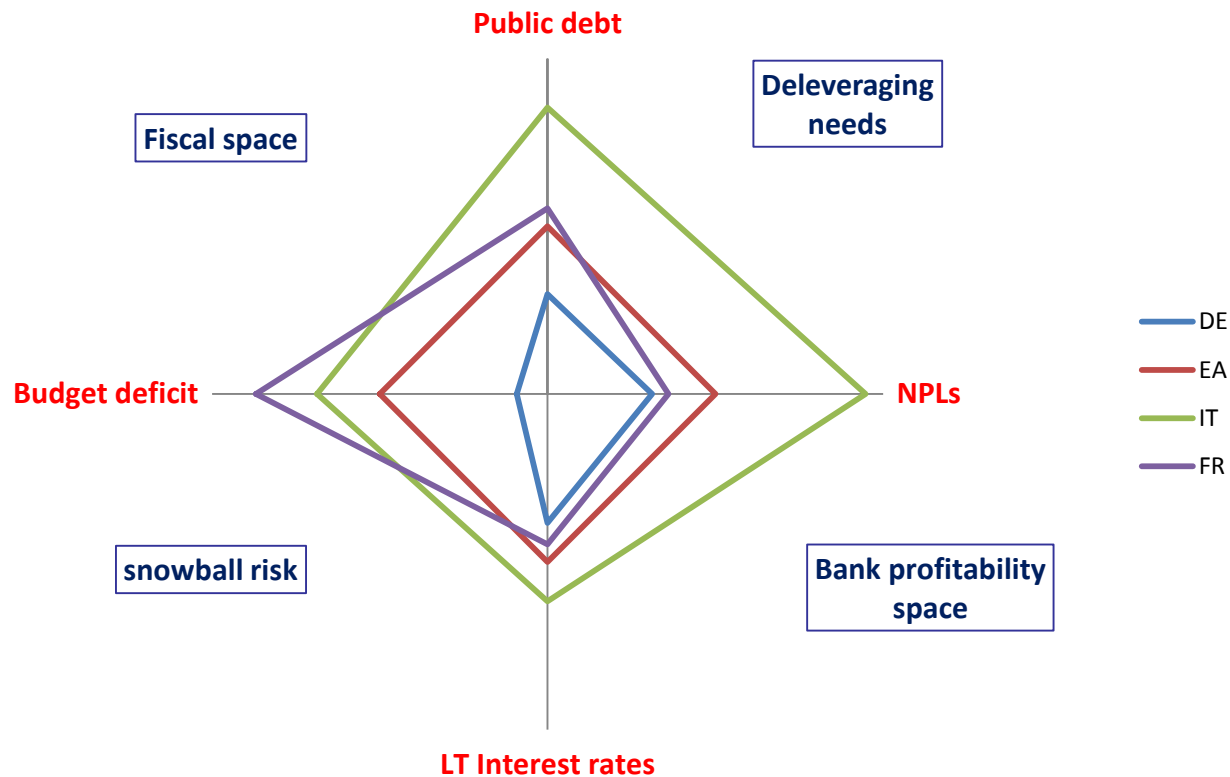 Public debt
Deleveraging
needs
Fiscal space
Budget deficit
NPLs
DE
EA
IT
FR
snowball risk
Bank profitability
space
LT Interest rates